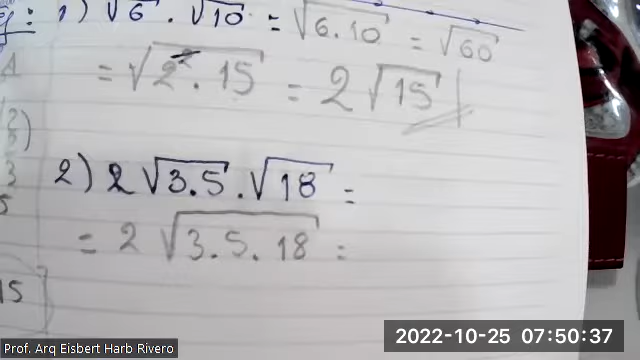 1) √6 . √10 = √6.10 = √60
= √2². 15 = 2 √15
2) 2 √3.5 . √18 =
= 2 √3.5.18 =
15
Prof. Arq Eisbert Harb Rivero
2022-10-25 07:50:37